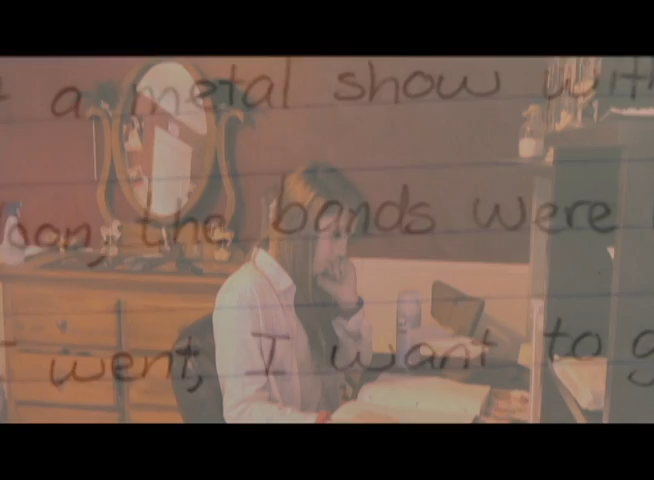 a metal show with
the bands were
I went, I want to g